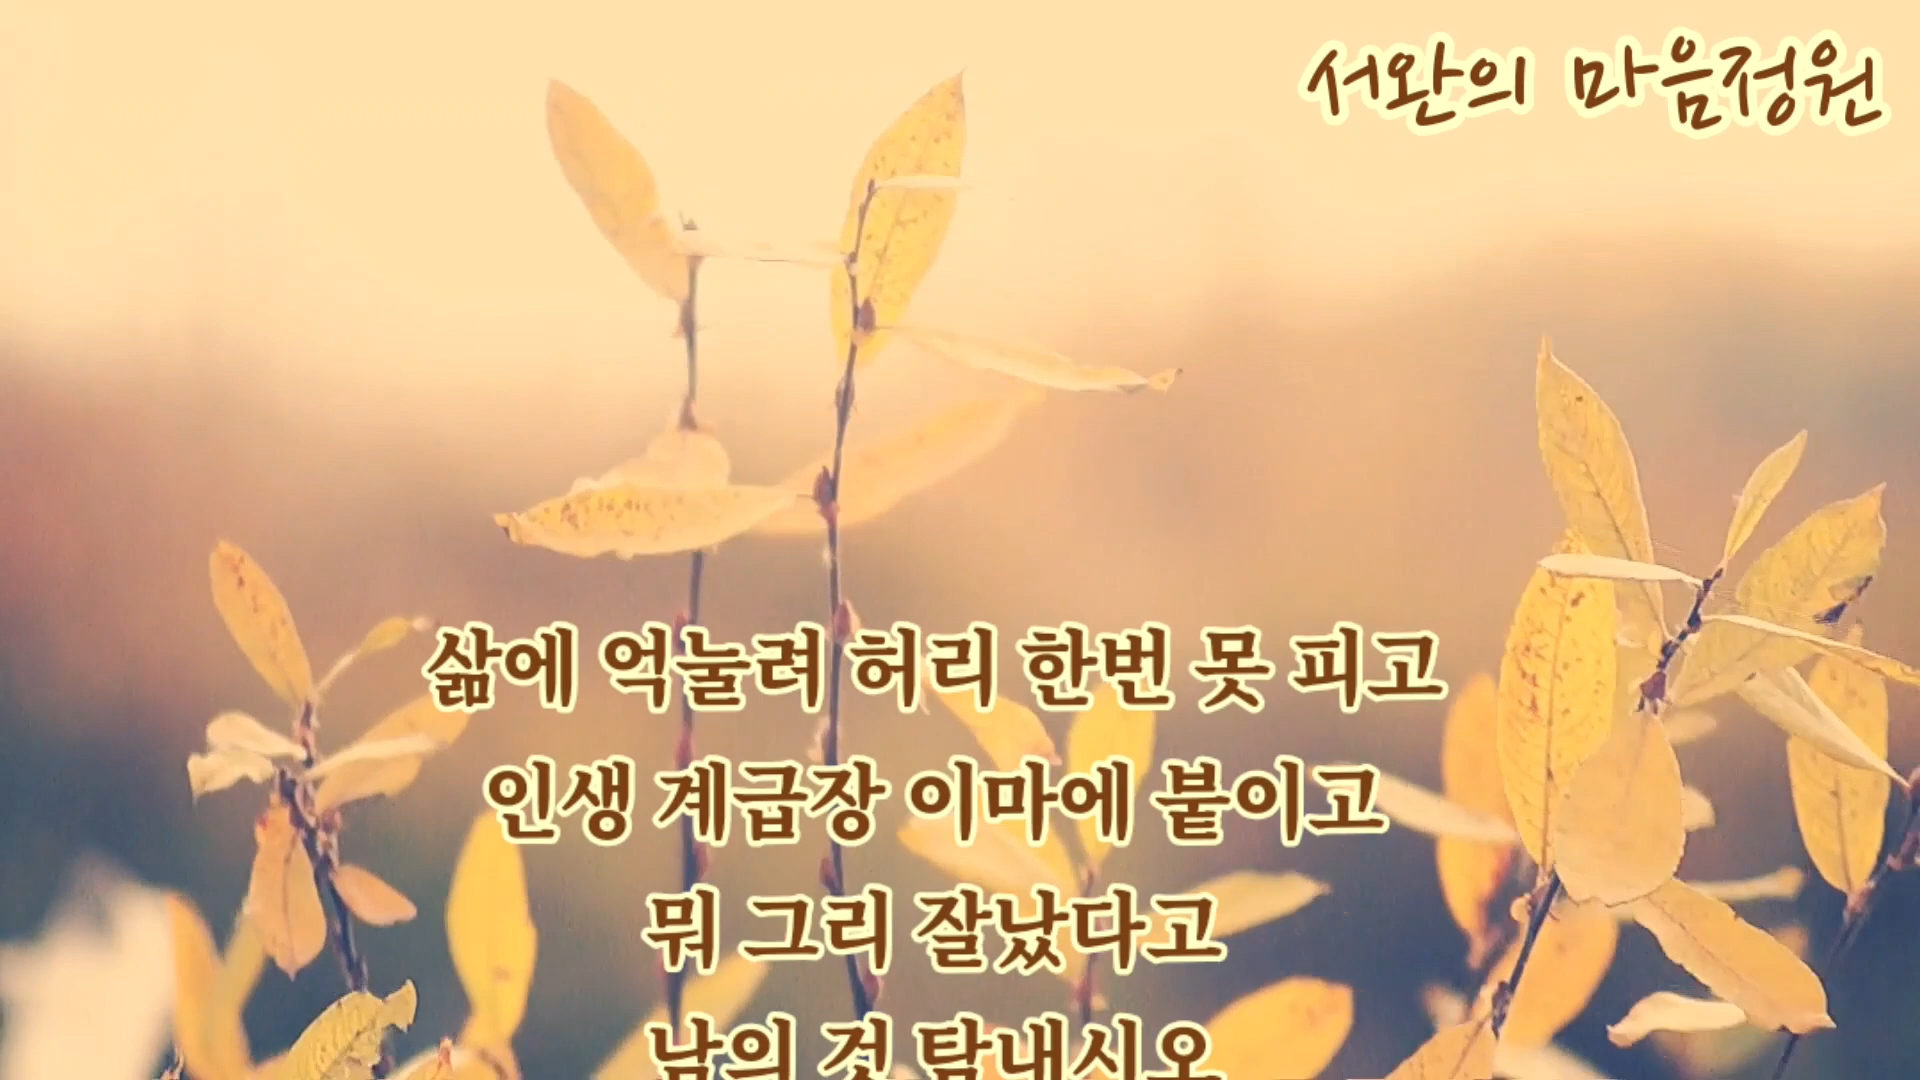 서완의 마음정원
삶에 억눌려 허리 한번 못 피고
인생 계급장 이마에 붙이고
뭐 그리 잘났다고
남의 것 탐내시오